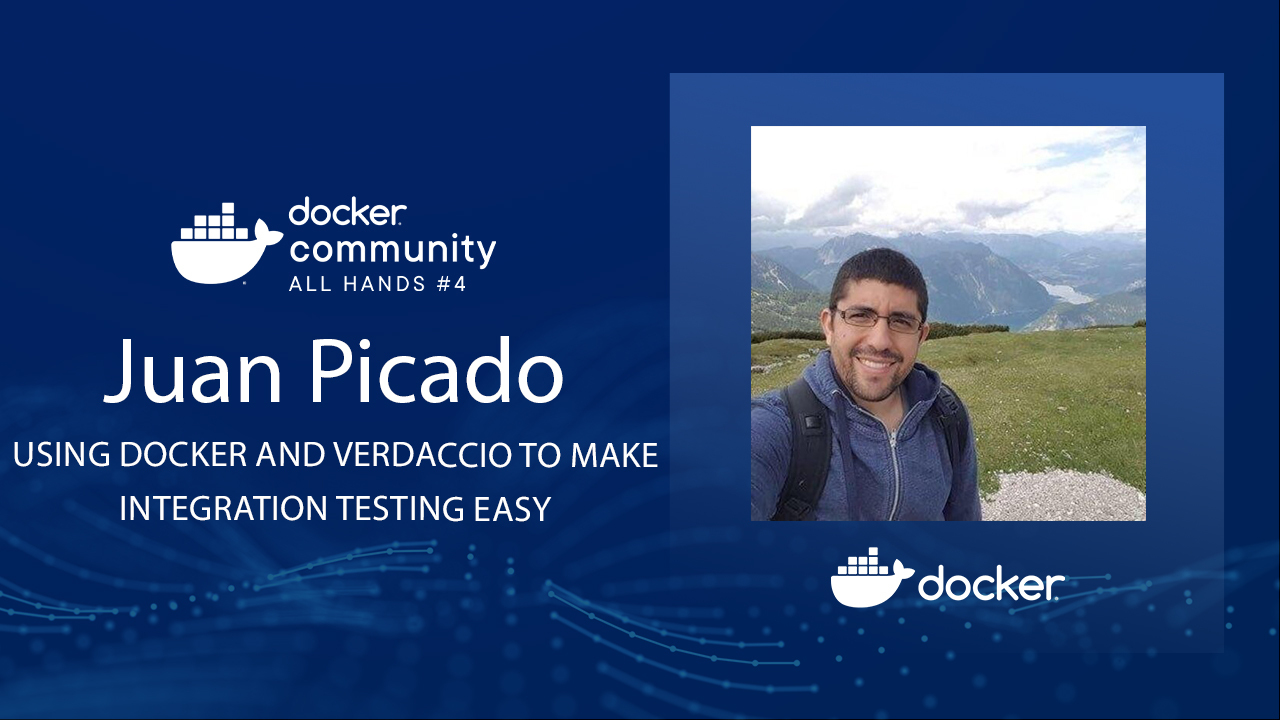 docker
community
ALL HANDS #4
Juan Picado
USING DOCKER AND VERDACCIO TO MAKE
INTEGRATION TESTING EASY
docker